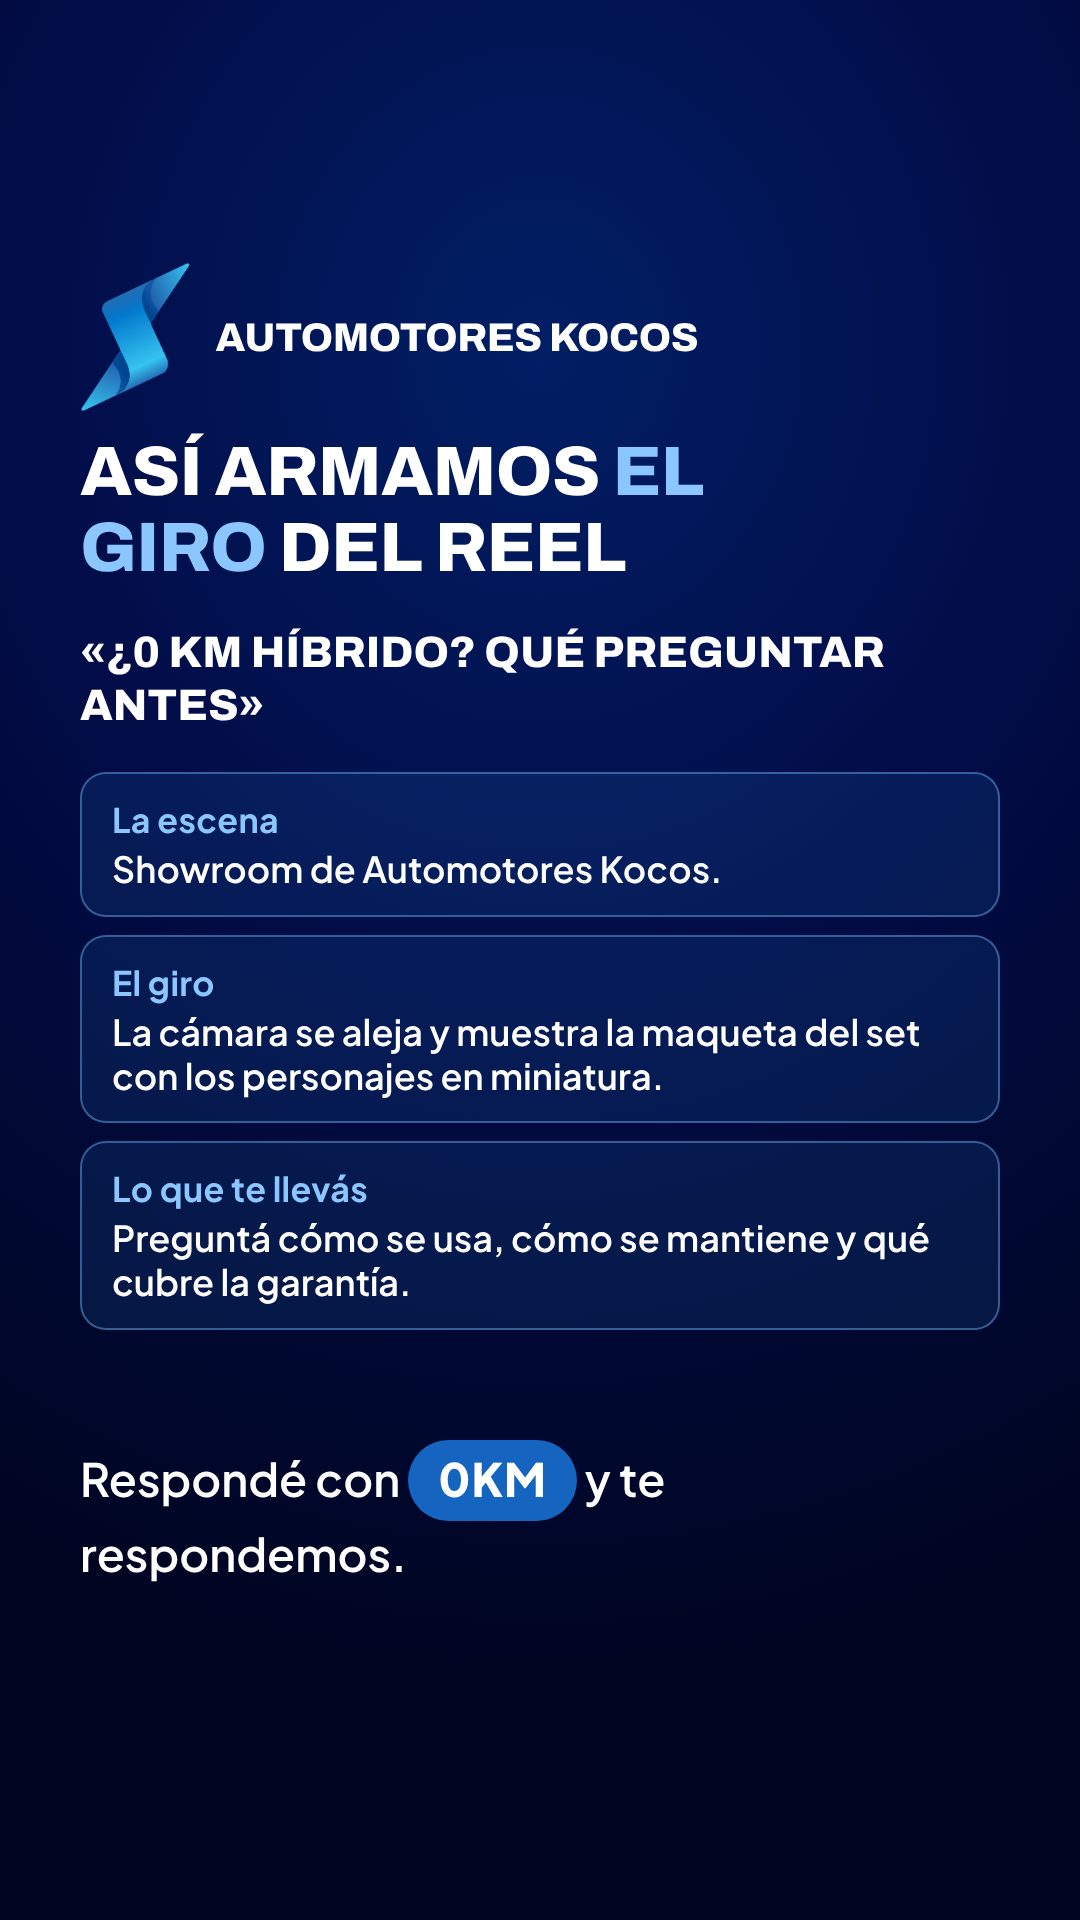 AUTOMOTORES KOCOS
ASÍ ARMAMOS EL
GIRO DEL REEL
«¿0 KM HÍBRIDO? QUÉ PREGUNTAR
ANTES»
La escena
Showroom de Automotores Kocos.
El giro
La cámara se aleja y muestra la maqueta del set
con los personajes en miniatura.
Lo que te llevás
Preguntá cómo se usa, cómo se mantiene y qué
cubre la garantía.
Respondé con 0KM y te
respondemos.